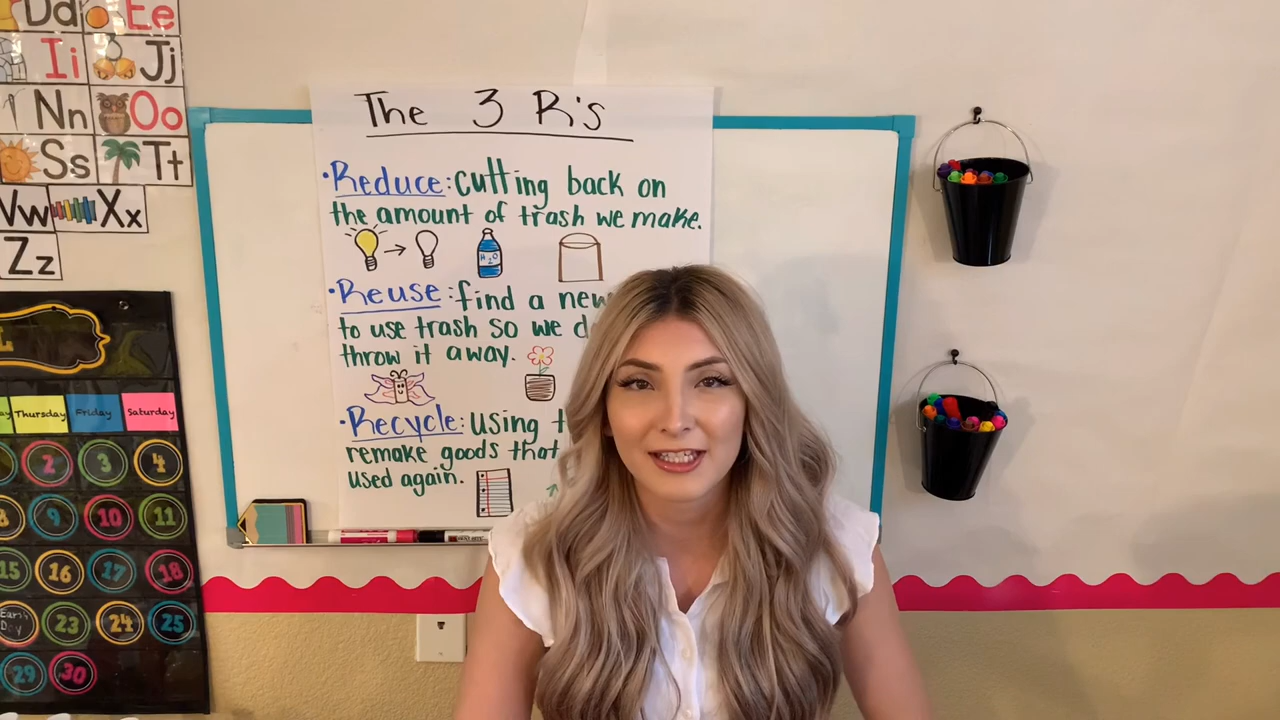 Dd Ee
Ii Jj
Nn Oo
Ss Tt
Ww Xx
Zz
The 3 R's
•Reduce: cutting back on
the amount of trash we make.
H2O
•Reuse: find a new
to use trash so we
throw it away.
•Recycle: Using
remake goods that
used again.
Thursday Friday Saturday
2 3 4
8 9 10 11
15 16 17 18
Day 23 24 25
29 30